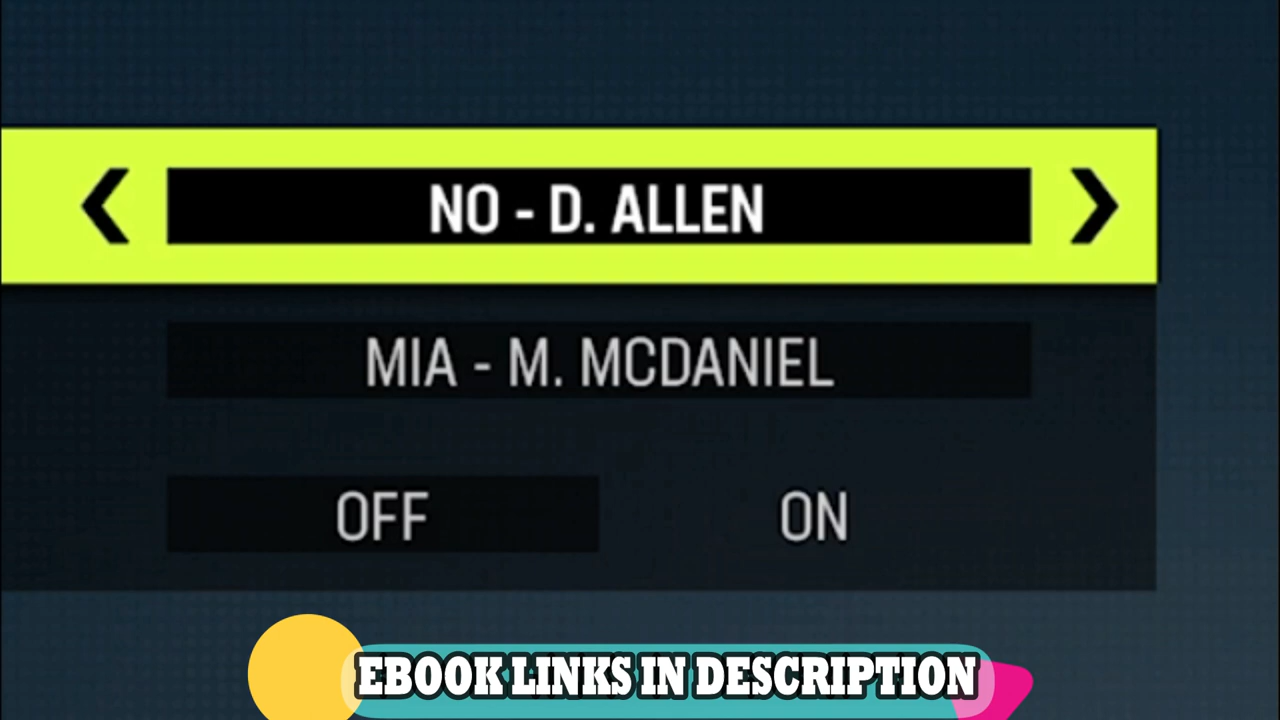 NO - D. ALLEN
MIA - M. MCDANIEL
OFF ON
EBOOK LINKS IN DESCRIPTION